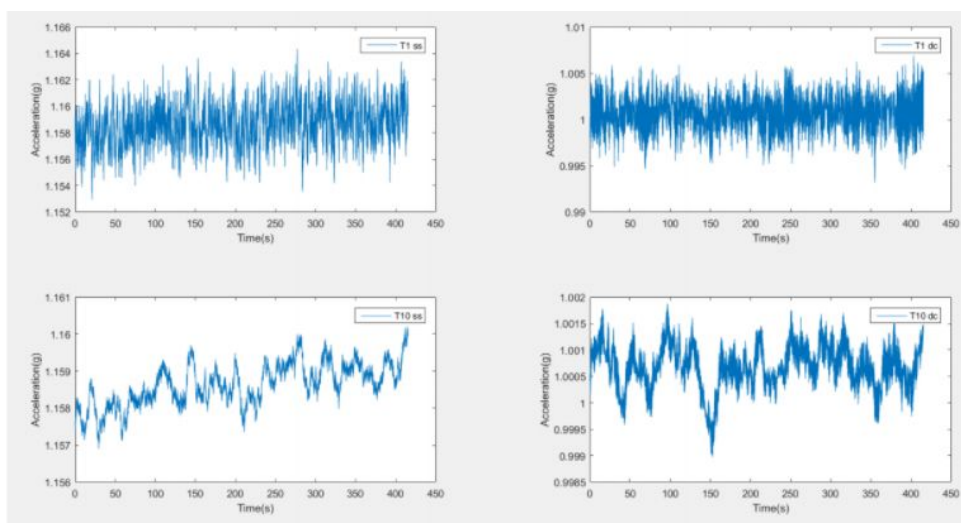 1.166
1.164
1.162
1.16
1.158
1.156
1.154
1.152
Acceleration(g)
T1 ss
0 50 100 150 200 250 300 350 400 450
Time(s)
1.01
1.005
1
0.995
0.99
Acceleration(g)
T1 dc
0 50 100 150 200 250 300 350 400 450
Time(s)
1.161
1.16
1.159
1.158
1.157
1.156
Acceleration(g)
T10 ss
0 50 100 150 200 250 300 350 400 450
Time(s)
1.002
1.0015
1.001
1.0005
1
0.9995
0.999
0.9985
Acceleration(g)
T10 dc
0 50 100 150 200 250 300 350 400 450
Time(s)